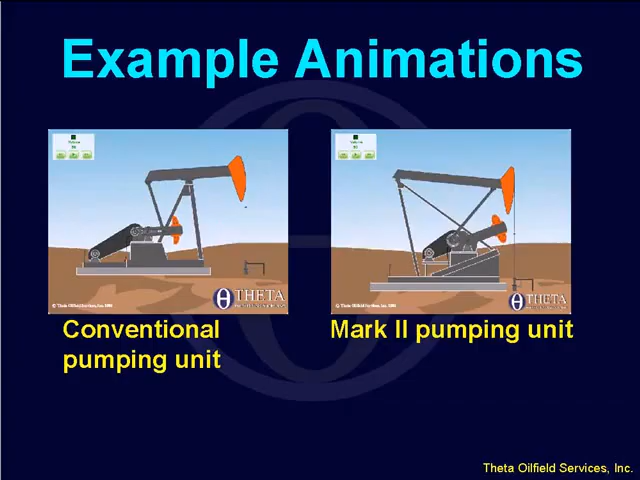 Example Animations
THETA
THETA
Conventional
pumping unit
Mark II pumping unit
Theta Oilfield Services, Inc.